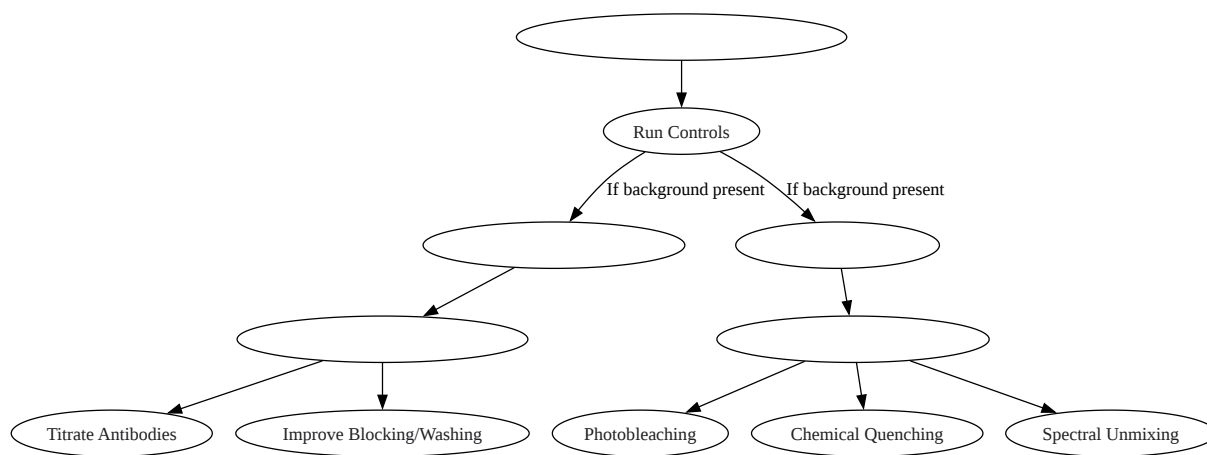 Run Controls
If background present
If background present
Titrate Antibodies
Improve Blocking/Washing
Photobleaching
Chemical Quenching
Spectral Unmixing